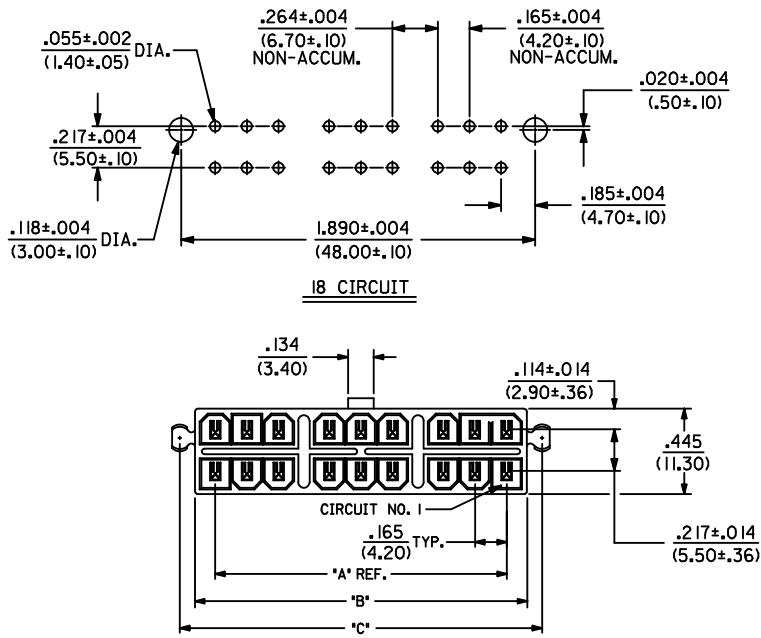 .264±.004
(6.70±.10)
NON-ACCUM.
.165±.004
(4.20±.10)
NON-ACCUM.
.055±.002
(1.40±.05) DIA.
.020±.004
(.50±.10)
.217±.004
(5.50±.10)
.185±.004
(4.70±.10)
.118±.004
(3.00±.10) DIA.
1.890±.004
(48.00±.10)
18 CIRCUIT
.134
(3.40)
.114±.014
(2.90±.36)
.445
(11.30)
CIRCUIT NO. 1
.165
(4.20) TYP.
.217±.014
(5.50±.36)
"A" REF.
"B"
"C"